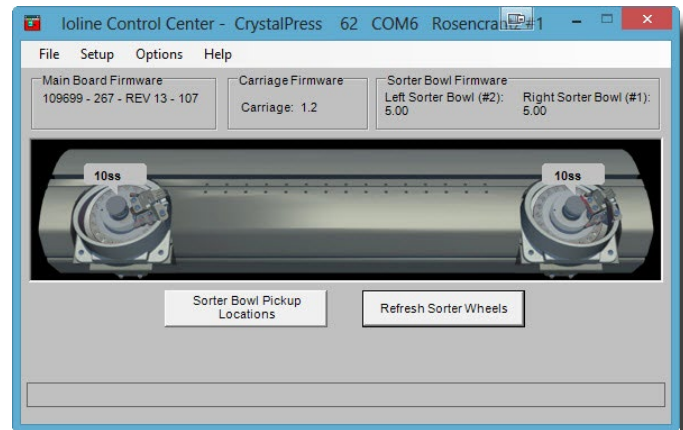 Ioline Control Center - CrystalPress 62 COM6 #1
File Setup Options Help
Main Board Firmware
109699 - 267 - REV 13 - 107
Carriage Firmware
Carriage: 1.2
Sorter Bowl Firmware
Left Sorter Bowl (#2):
5.00
Right Sorter Bowl (#1):
5.00
10ss
10ss
Sorter Bowl Pickup
Locations
Refresh Sorter Wheels